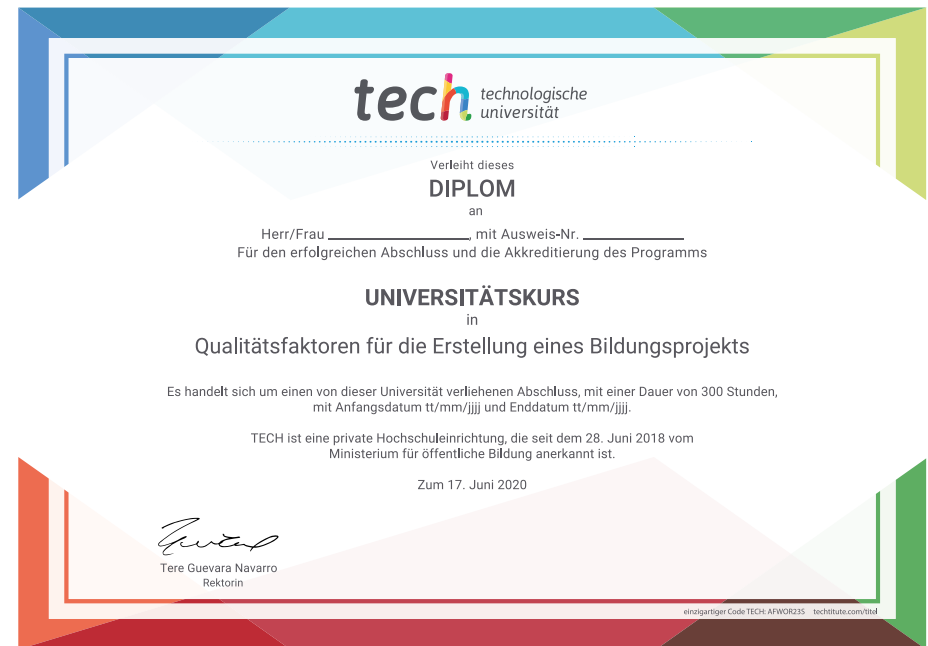 tech technologische
universität
Verleiht dieses
DIPLOM
an
Herr/Frau ____________________, mit Ausweis-Nr. ______________
Für den erfolgreichen Abschluss und die Akkreditierung des Programms
UNIVERSITÄTSKURS
in
Qualitätsfaktoren für die Erstellung eines Bildungsprojekts
Es handelt sich um einen von dieser Universität verliehenen Abschluss, mit einer Dauer von 300 Stunden,
mit Anfangsdatum tt/mm/jjjj und Enddatum tt/mm/jjjj.
TECH ist eine private Hochschuleinrichtung, die seit dem 28. Juni 2018 vom
Ministerium für öffentliche Bildung anerkannt ist.
Zum 17. Juni 2020
Tere Guevara Navarro
Rektorin
einzigartiger Code TECH: AFWOR23S techtitute.com/titel